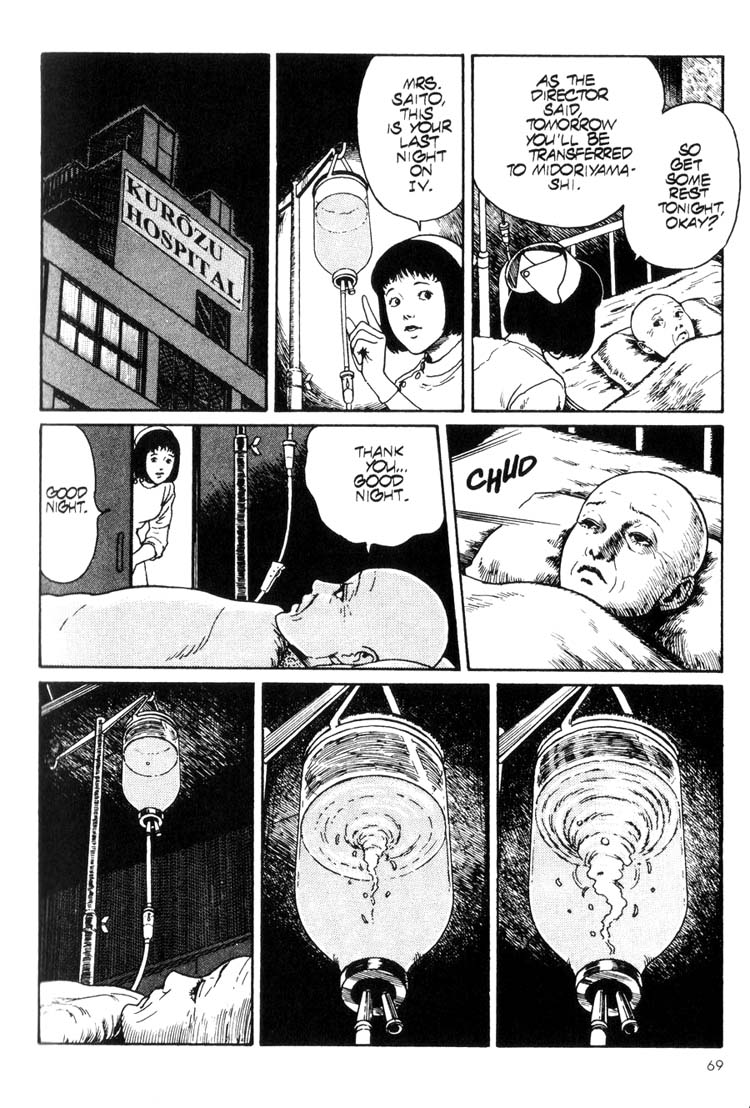 KURŌZU
HOSPITAL
MRS.
SAITO,
THIS
IS YOUR
LAST
NIGHT
ON
IV.
AS THE
DIRECTOR
SAID,
TOMORROW
YOU'LL BE
TRANSFERRED
TO MIDORIYAMA-
SHI.
SO
GET
SOME
REST
TONIGHT,
OKAY?
GOOD
NIGHT.
THANK
YOU...
GOOD
NIGHT.
CHUD
69